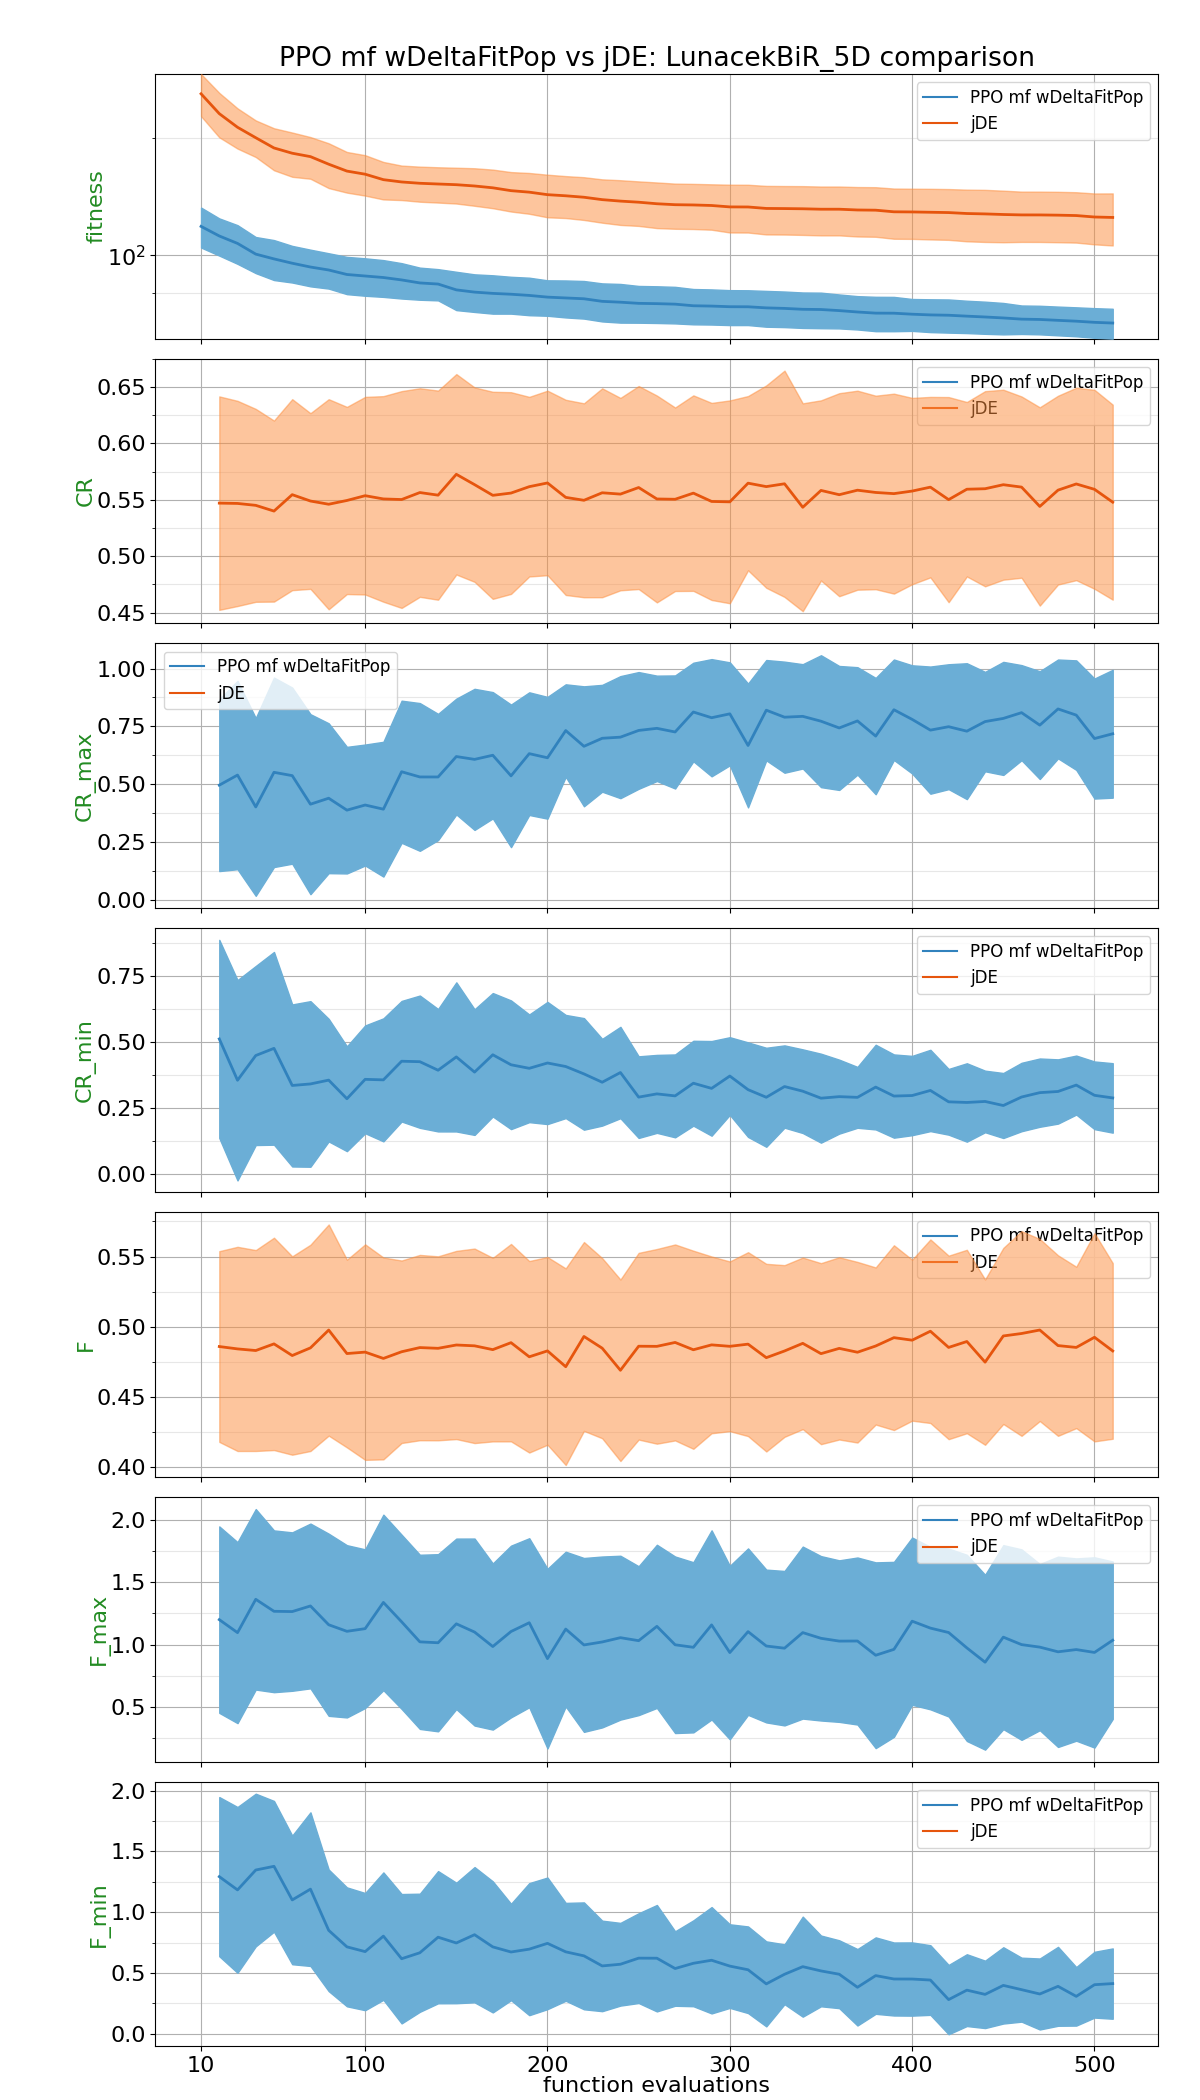 PPO mf wDeltaFitPop vs jDE: LunacekBiR_5D comparison
fitness
10²
PPO mf wDeltaFitPop
jDE
CR
0.65
0.60
0.55
0.50
0.45
PPO mf wDeltaFitPop
jDE
CR_max
1.00
0.75
0.50
0.25
0.00
PPO mf wDeltaFitPop
jDE
CR_min
0.75
0.50
0.25
0.00
PPO mf wDeltaFitPop
jDE
F
0.55
0.50
0.45
0.40
PPO mf wDeltaFitPop
jDE
F_max
2.0
1.5
1.0
0.5
PPO mf wDeltaFitPop
jDE
F_min
2.0
1.5
1.0
0.5
0.0
PPO mf wDeltaFitPop
jDE
10 100 200 300 400 500
function evaluations